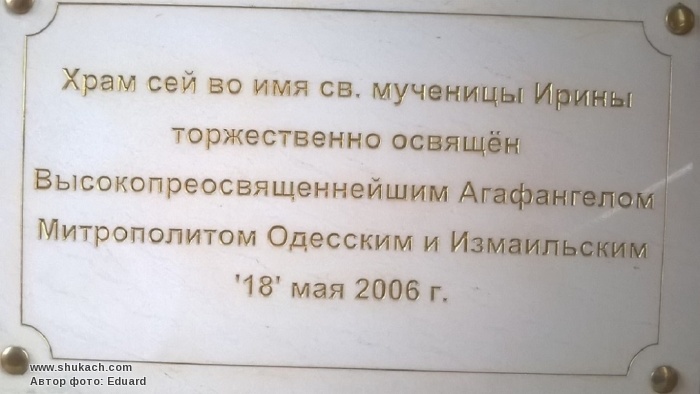 Храм сей во имя св. мученицы Ирины
торжественно освящён
Высокопреосвященнейшим Агафангелом
Митрополитом Одесским и Измаильским
'18' мая 2006 г.
www.shukach.com
Автор фото: Eduard